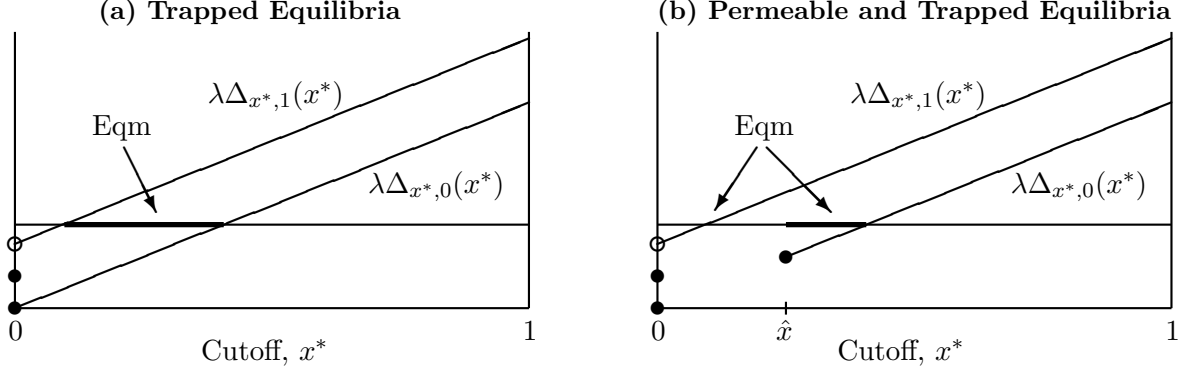 (a) Trapped Equilibria
λΔ_{x*,1}(x*)
Eqm
λΔ_{x*,0}(x*)
0
1
Cutoff, x*
(b) Permeable and Trapped Equilibria
λΔ_{x*,1}(x*)
Eqm
λΔ_{x*,0}(x*)
0
x̂
1
Cutoff, x*